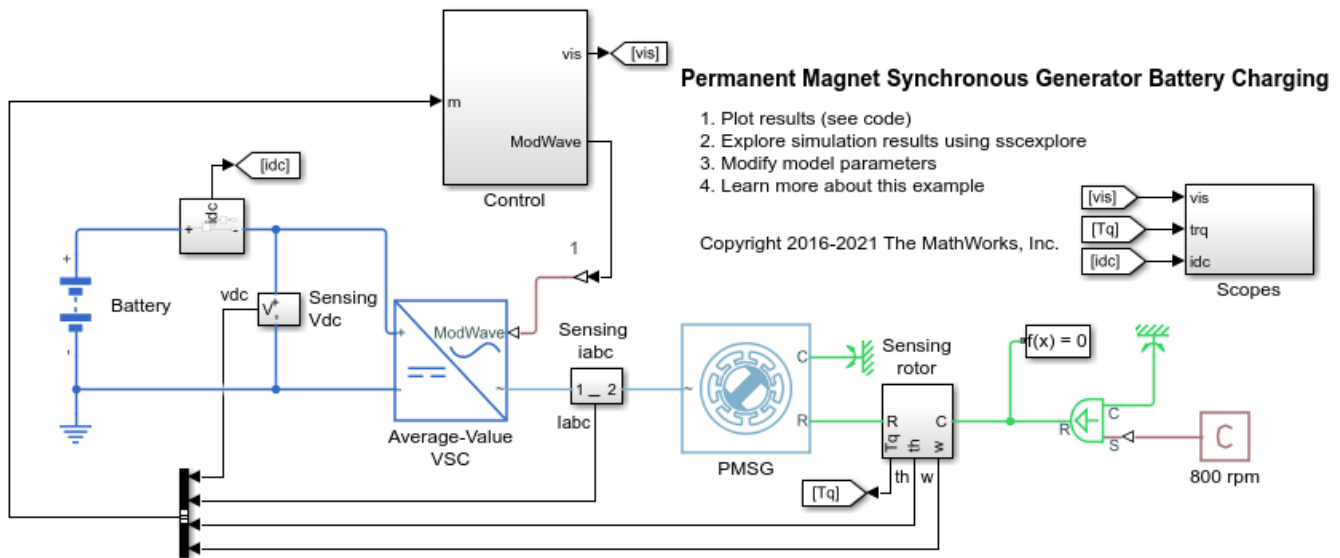 vis
[vis]
m
ModWave
Control
Permanent Magnet Synchronous Generator Battery Charging
1. Plot results (see code)
2. Explore simulation results using sscexplore
3. Modify model parameters
4. Learn more about this example
Copyright 2016-2021 The MathWorks, Inc.
[vis]
[Tq]
[idc]
vis
trq
idc
Scopes
[idc]
idc
+ -
+
Battery
-
vdc
V
+
-
Sensing
Vdc
1
+
ModWave
-
~
Average-Value
VSC
Sensing
iabc
1 _ 2
Iabc
~
C
R
PMSG
Sensing
rotor
R C
Tq
th
w
[Tq]
th w
f(x) = 0
R
C
S
C
800 rpm